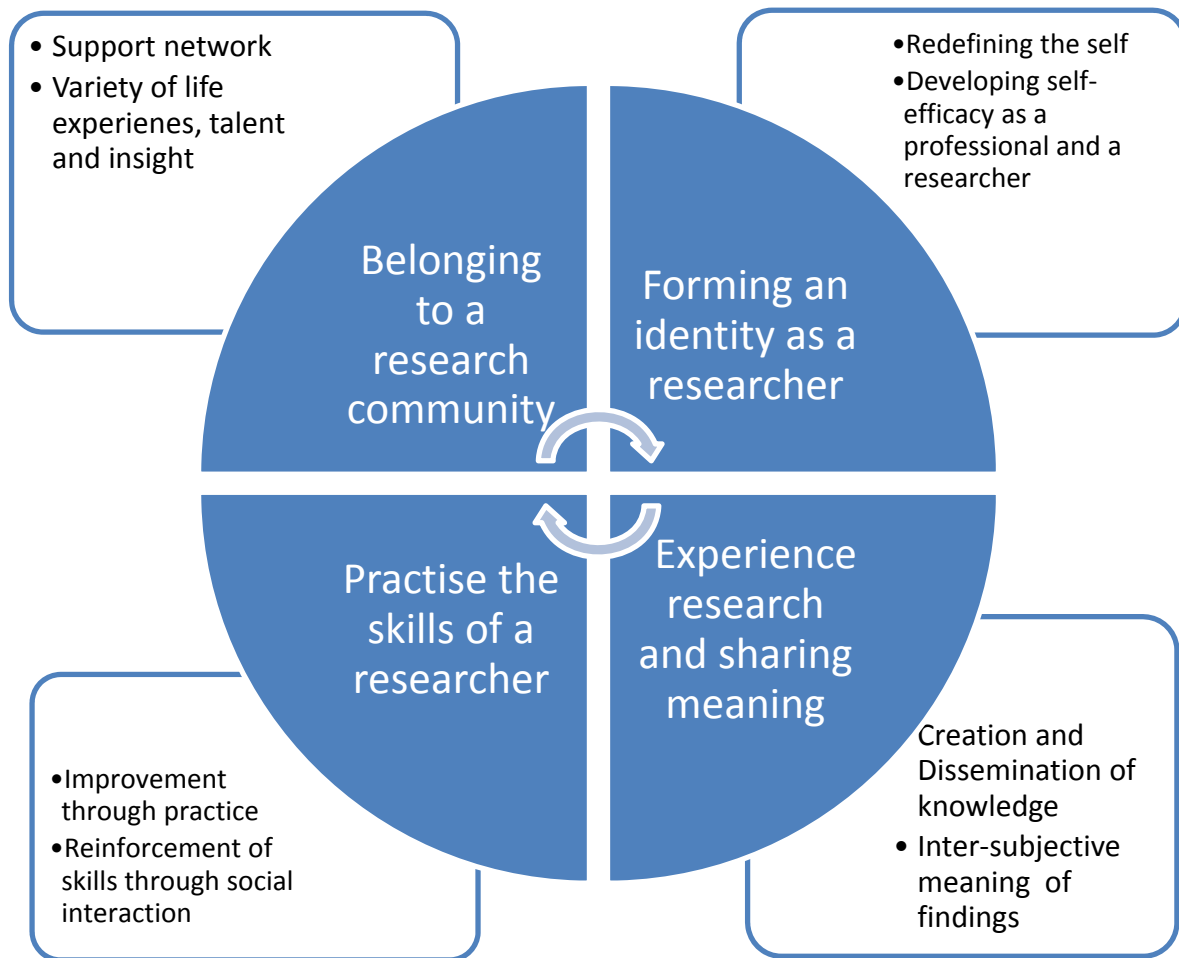 • Support network
• Variety of life
experienes, talent
and insight
•Redefining the self
•Developing self-
efficacy as a
professional and a
researcher
Belonging
to a
research
community
Forming an
identity as a
researcher
Practise the
skills of a
researcher
Experience
research
and sharing
meaning
•Improvement
through practice
•Reinforcement of
skills through social
interaction
Creation and
Dissemination of
knowledge
• Inter-subjective
meaning of
findings